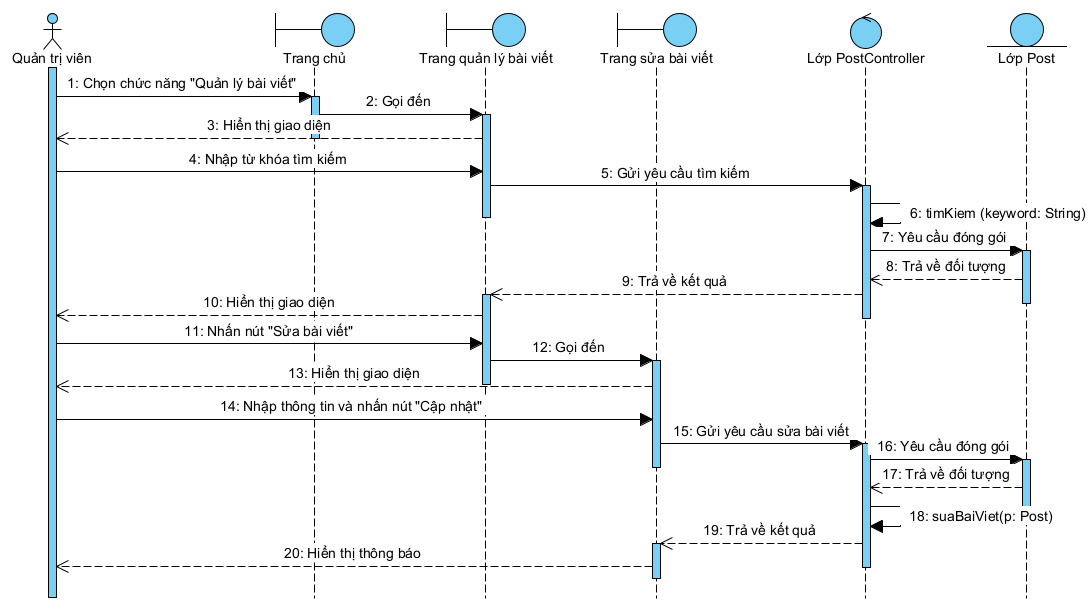 Quản trị viên
Trang chủ
Trang quản lý bài viết
Trang sửa bài viết
Lớp PostController
Lớp Post
1: Chọn chức năng "Quản lý bài viết"
2: Gọi đến
3: Hiển thị giao diện
4: Nhập từ khóa tìm kiếm
5: Gửi yêu cầu tìm kiếm
6: timKiem (keyword: String)
7: Yêu cầu đóng gói
8: Trả về đối tượng
9: Trả về kết quả
10: Hiển thị giao diện
11: Nhấn nút "Sửa bài viết"
12: Gọi đến
13: Hiển thị giao diện
14: Nhập thông tin và nhấn nút "Cập nhật"
15: Gửi yêu cầu sửa bài viết
16: Yêu cầu đóng gói
17: Trả về đối tượng
18: suaBaiViet(p: Post)
19: Trả về kết quả
20: Hiển thị thông báo